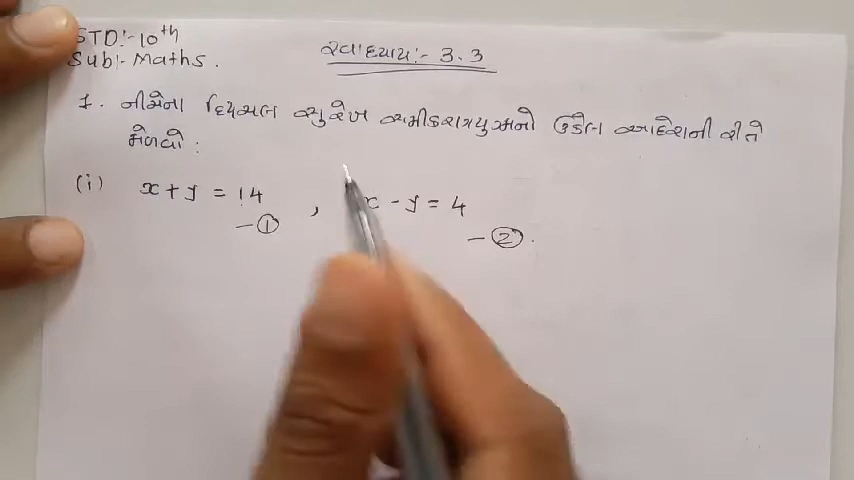 STD:- 10th
Sub:- Maths.
સ્વાધ્યાય:- 3.3
1. નીચેના દ્વિચલ સુરેખ સમીકરણયુગ્મનો ઉકેલ આદેશની રીતે
મેળવો :
(i) x + y = 14 , x - y = 4
— ① — ② .